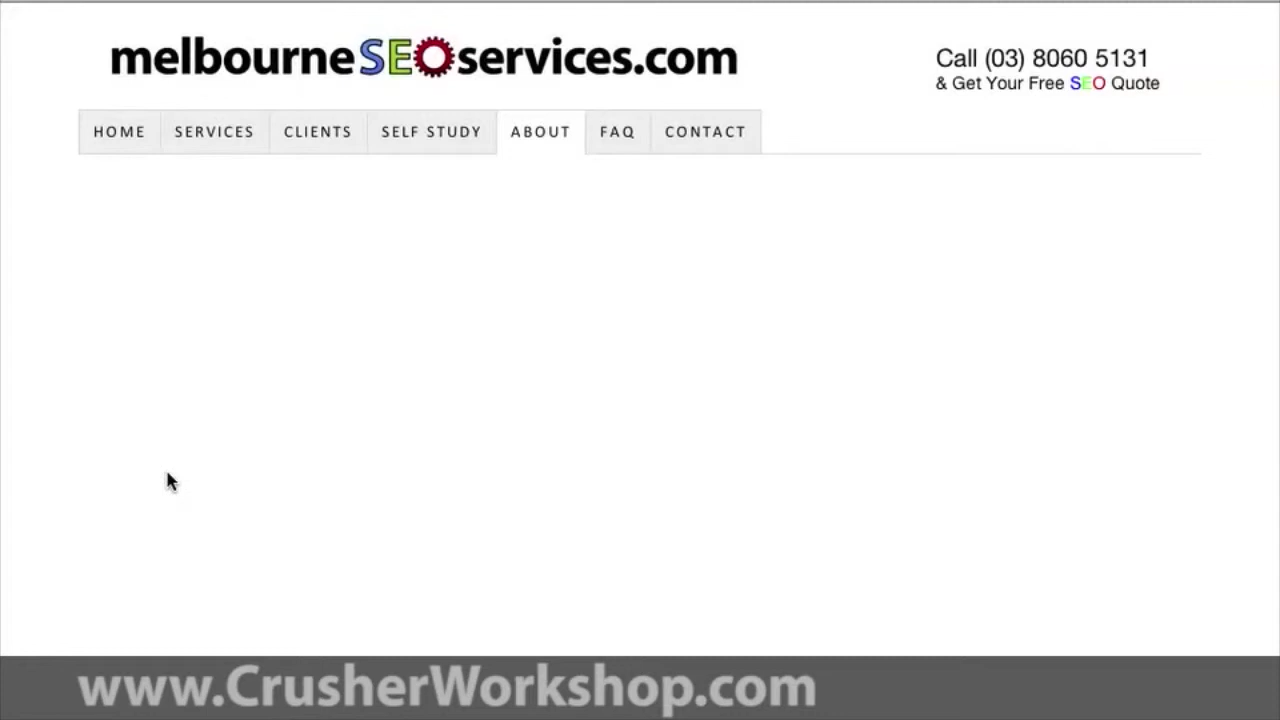 melbourneSEOservices.com
Call (03) 8060 5131
& Get Your Free SEO Quote
HOME SERVICES CLIENTS SELF STUDY ABOUT FAQ CONTACT
www.CrusherWorkshop.com